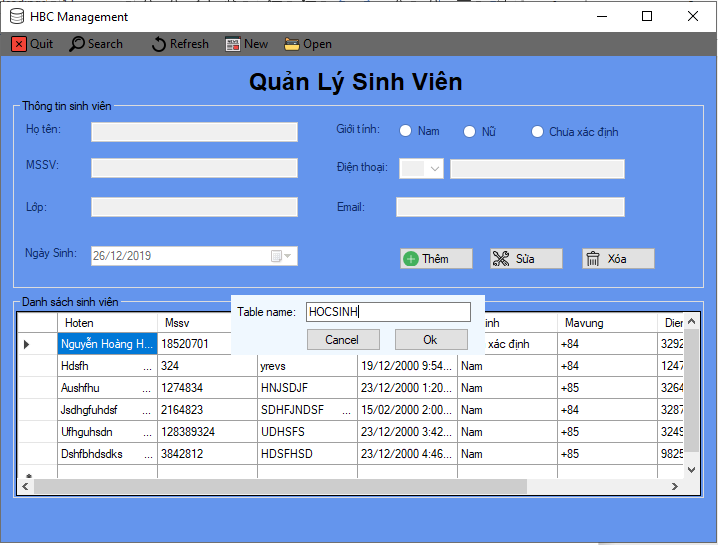 HBC Management
Quit Search Refresh New Open
Quản Lý Sinh Viên
Thông tin sinh viên
Họ tên: Giới tính: Nam Nữ Chưa xác định
MSSV: Điện thoại:
Lớp: Email:
Ngày Sinh: 26/12/2019 Thêm Sửa Xóa
Danh sách sinh viên
Table name: HOCSINH
Cancel Ok
Hoten Mssv inh Mavung Dien
Nguyễn Hoàng H... 18520701 xác định +84 3292
Hdsfh ... 324 yrevs 19/12/2000 9:54... Nam +84 1247
Aushfhu ... 1274834 HNJSDJF 23/12/2000 1:20... Nam +85 3264
Jsdhgfuhdsf ... 2164823 SDHFJNDSF ... 15/02/2000 2:00... Nam +84 3287
Ufhguhsdn ... 128389324 UDHSFS 23/12/2000 3:42... Nam +85 3249
Dshfbhdsdks ... 3842812 HDSFHSD 23/12/2000 4:46... Nam +85 9825